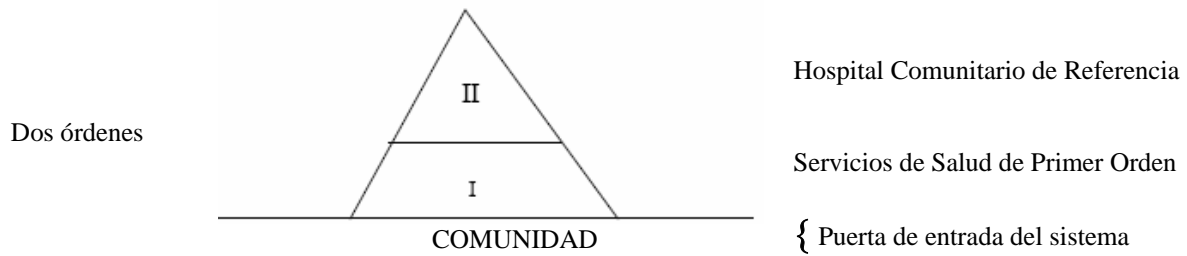 Hospital Comunitario de Referencia
II
Dos órdenes
Servicios de Salud de Primer Orden
I
COMUNIDAD
{ Puerta de entrada del sistema